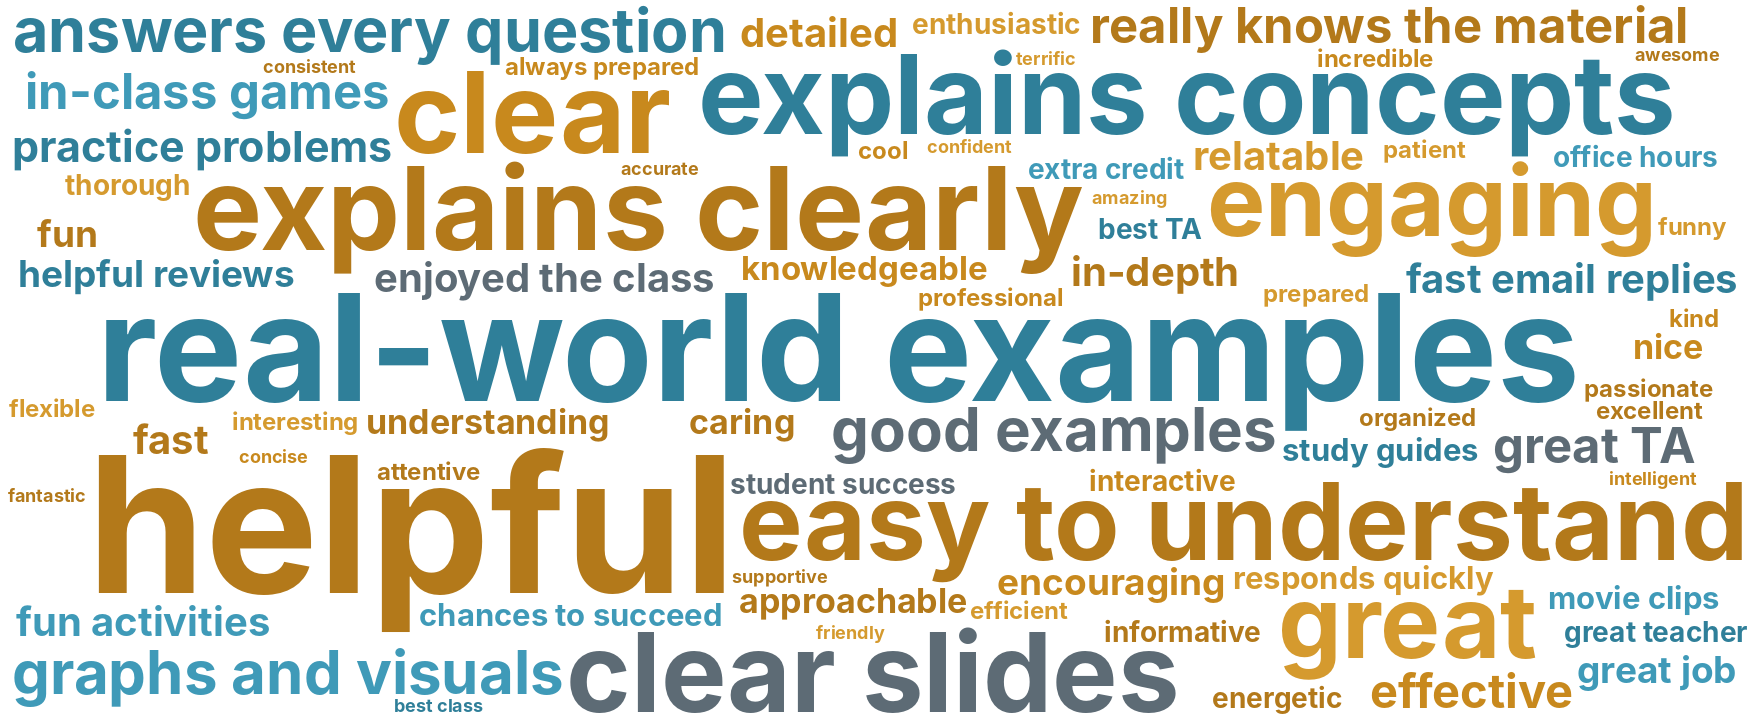 answers every question
detailed
enthusiastic
really knows the material
consistent
always prepared
terrific
incredible
awesome
in-class games
clear
explains concepts
practice problems
cool
confident
relatable
patient
office hours
thorough
accurate
extra credit
explains clearly
amazing
engaging
fun
best TA
funny
helpful reviews
enjoyed the class
knowledgeable
in-depth
fast email replies
professional
prepared
real-world examples
kind
nice
flexible
passionate
interesting
understanding
caring
good examples
organized
excellent
fast
concise
study guides
great TA
fantastic
attentive
helpful
student success
interactive
intelligent
easy to understand
supportive
encouraging
responds quickly
approachable
efficient
great
movie clips
fun activities
chances to succeed
friendly
informative
great teacher
graphs and visuals
clear slides
great job
best class
energetic
effective